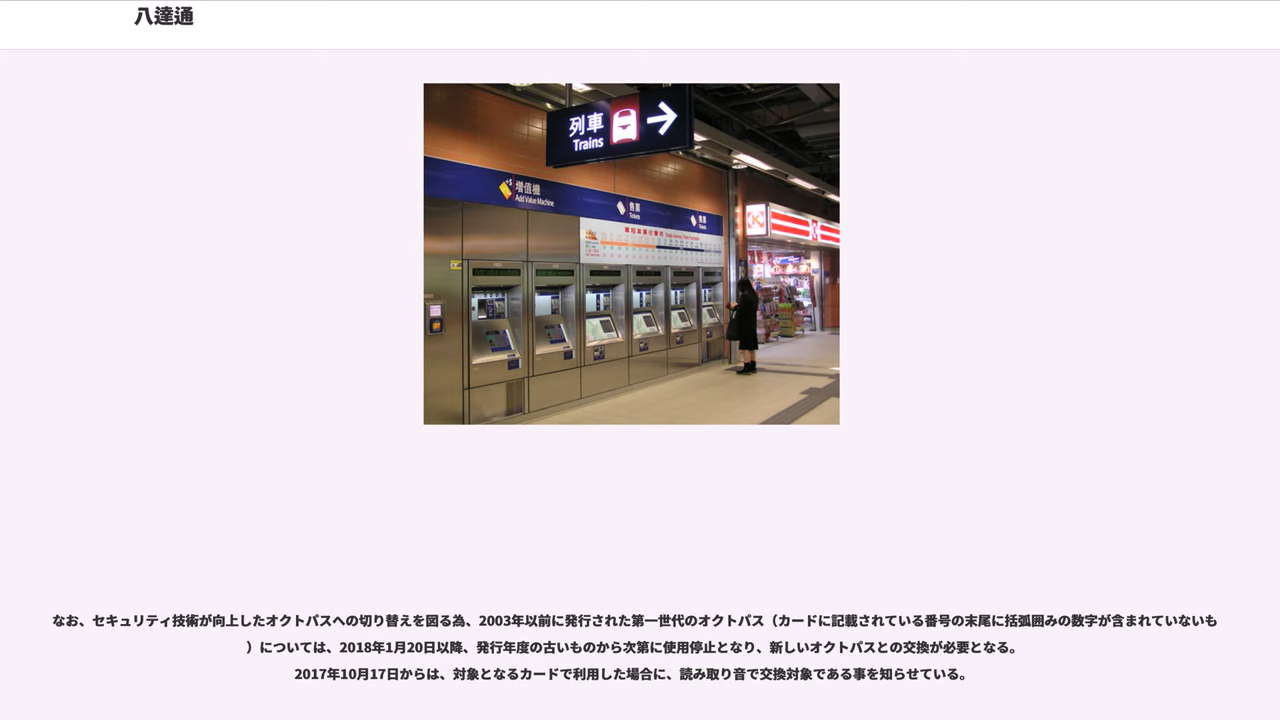 八達通
列車
Trains
增值機
Add Value Machine
售票
Tickets
售票
Tickets
K
なお、セキュリティ技術が向上したオクトパスへの切り替えを図る為、2003年以前に発行された第一世代のオクトパス（カードに記載されている番号の末尾に括弧囲みの数字が含まれていないも
）については、2018年1月20日以降、発行年度の古いものから次第に使用停止となり、新しいオクトパスとの交換が必要となる。
2017年10月17日からは、対象となるカードで利用した場合に、読み取り音で交換対象である事を知らせている。